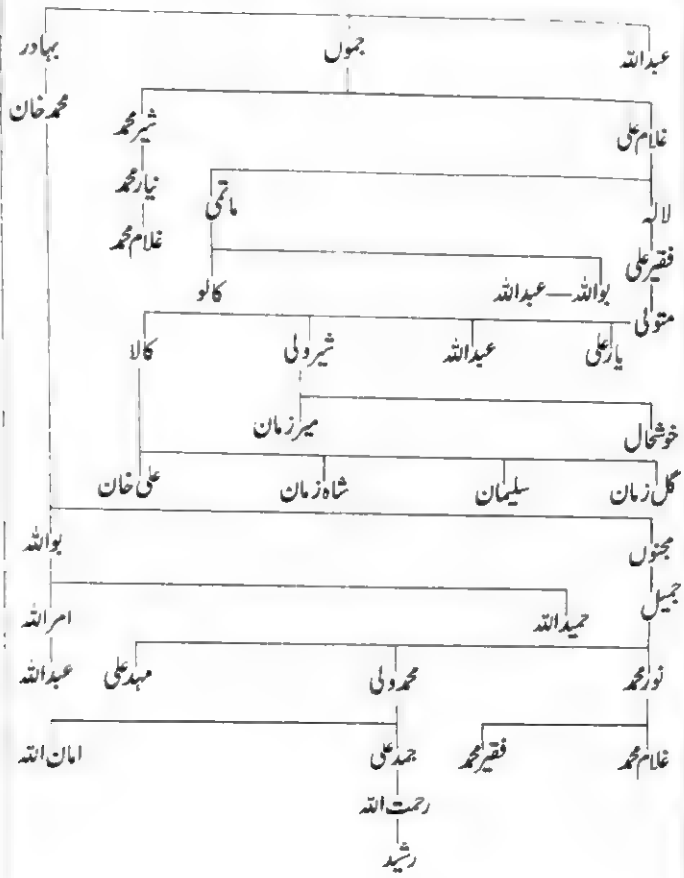 عبداللہ جموں بہادر
محمد خان
غلام علی شیر محمد
نیاز محمد
لالہ ماتمی
غلام محمد
فقیر علی
بواللہ—عبداللہ کالو
متولی
یار علی عبداللہ شیر ولی کالا
خوشحال میر زمان
گل زمان سلیمان شاہ زمان علی خان
مجنوں بواللہ
جمیل
حمیداللہ امراللہ
نور محمد محمد ولی مہد علی عبداللہ
غلام محمد فقیر محمد جمد علی امان اللہ
رحمت اللہ
رشید